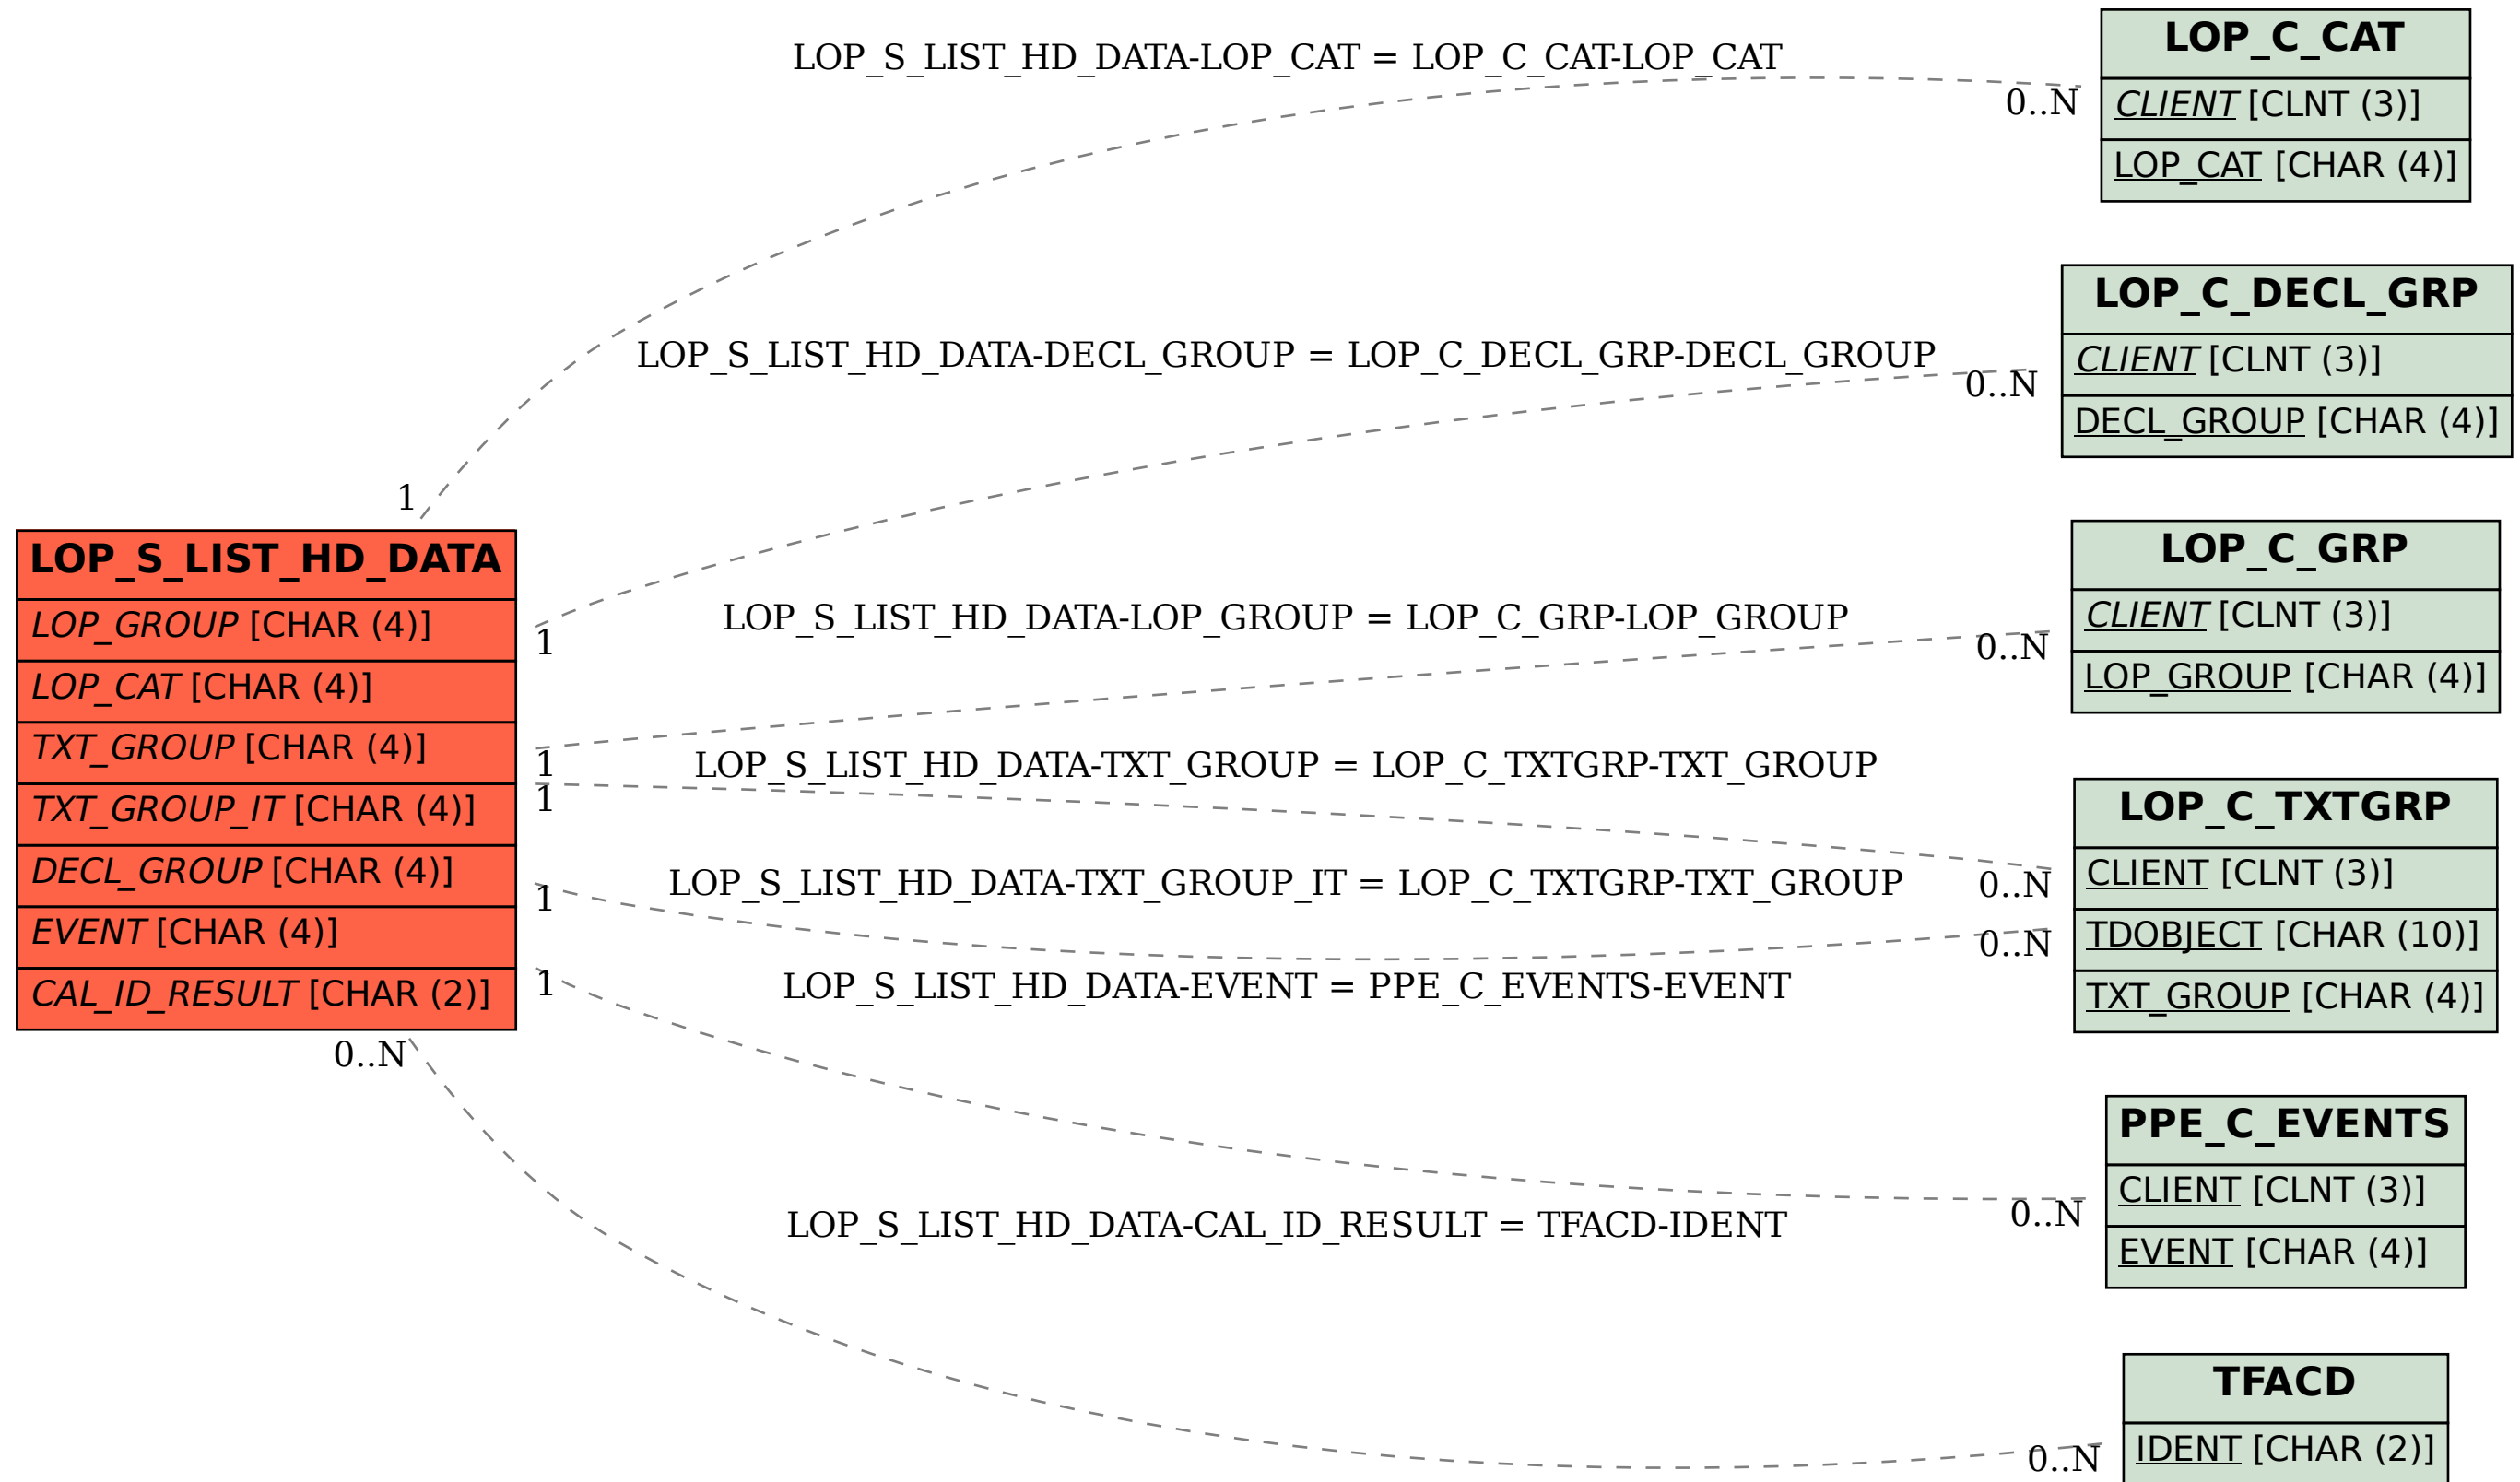 LOP_S_LIST_HD_DATA
LOP_GROUP [CHAR (4)]
LOP_CAT [CHAR (4)]
TXT_GROUP [CHAR (4)]
TXT_GROUP_IT [CHAR (4)]
DECL_GROUP [CHAR (4)]
EVENT [CHAR (4)]
CAL_ID_RESULT [CHAR (2)]
LOP_S_LIST_HD_DATA-LOP_CAT = LOP_C_CAT-LOP_CAT
1
0..N
LOP_S_LIST_HD_DATA-DECL_GROUP = LOP_C_DECL_GRP-DECL_GROUP
1
0..N
LOP_S_LIST_HD_DATA-LOP_GROUP = LOP_C_GRP-LOP_GROUP
1
0..N
LOP_S_LIST_HD_DATA-TXT_GROUP = LOP_C_TXTGRP-TXT_GROUP
1
0..N
LOP_S_LIST_HD_DATA-TXT_GROUP_IT = LOP_C_TXTGRP-TXT_GROUP
1
0..N
LOP_S_LIST_HD_DATA-EVENT = PPE_C_EVENTS-EVENT
1
0..N
LOP_S_LIST_HD_DATA-CAL_ID_RESULT = TFACD-IDENT
0..N
0..N
LOP_C_CAT
CLIENT [CLNT (3)]
LOP_CAT [CHAR (4)]
LOP_C_DECL_GRP
CLIENT [CLNT (3)]
DECL_GROUP [CHAR (4)]
LOP_C_GRP
CLIENT [CLNT (3)]
LOP_GROUP [CHAR (4)]
LOP_C_TXTGRP
CLIENT [CLNT (3)]
TDOBJECT [CHAR (10)]
TXT_GROUP [CHAR (4)]
PPE_C_EVENTS
CLIENT [CLNT (3)]
EVENT [CHAR (4)]
TFACD
IDENT [CHAR (2)]